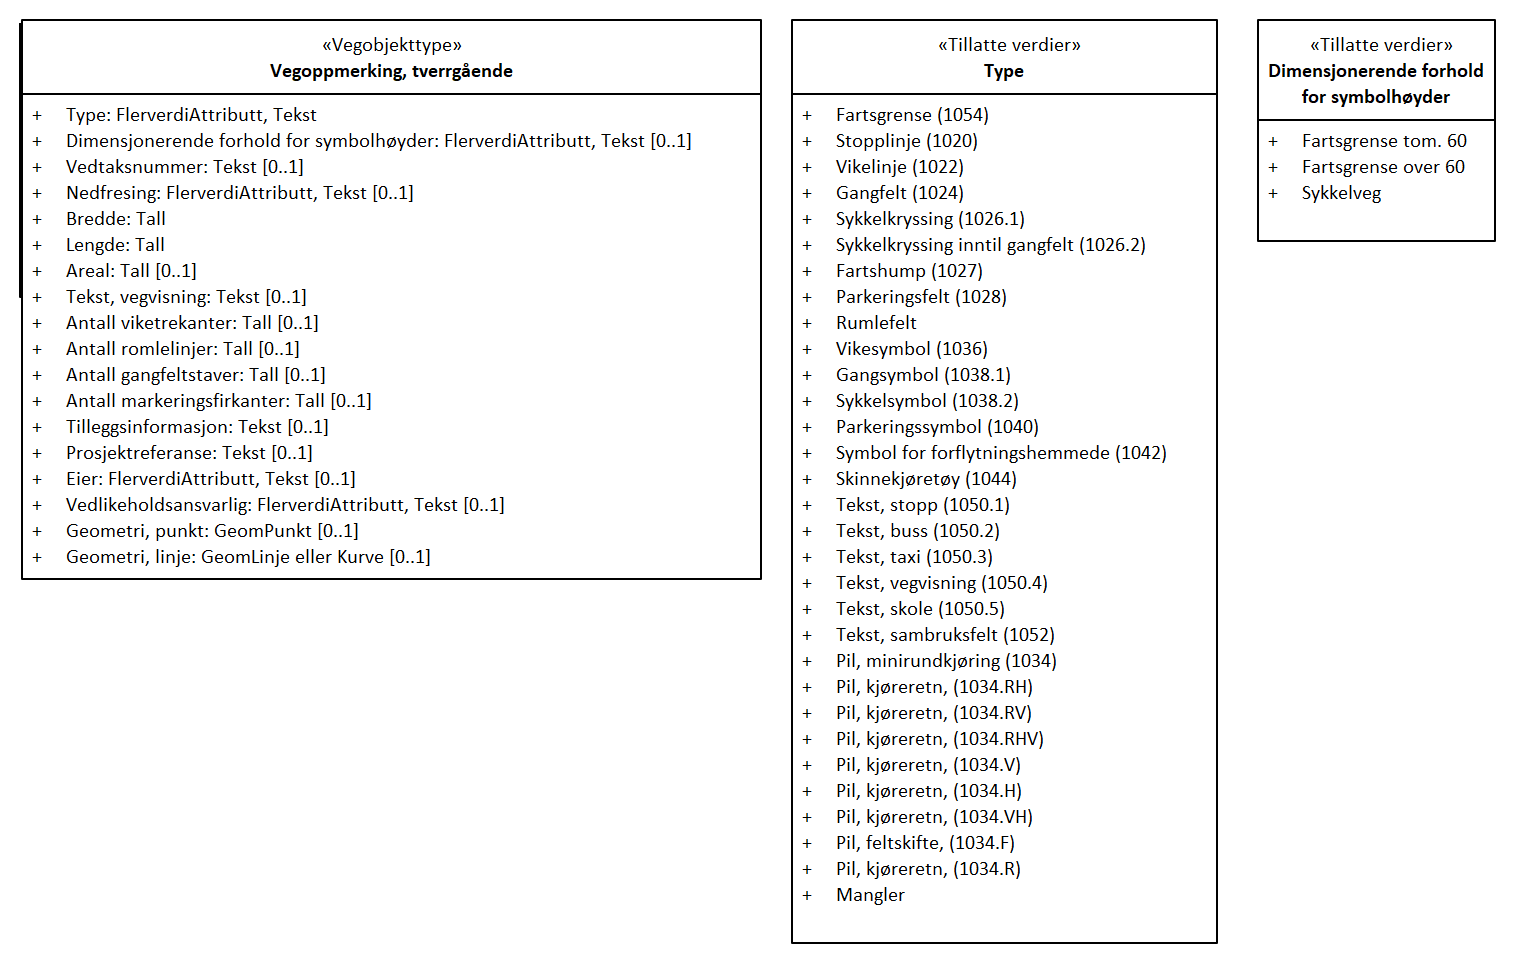 «Vegobjekttype»
Vegoppmerking, tverrgående
+ Type: FlerverdiAttributt, Tekst
+ Dimensjonerende forhold for symbolhøyder: FlerverdiAttributt, Tekst [0..1]
+ Vedtaksnummer: Tekst [0..1]
+ Nedfresing: FlerverdiAttributt, Tekst [0..1]
+ Bredde: Tall
+ Lengde: Tall
+ Areal: Tall [0..1]
+ Tekst, vegvisning: Tekst [0..1]
+ Antall viketrekanter: Tall [0..1]
+ Antall romlelinjer: Tall [0..1]
+ Antall gangfeltstaver: Tall [0..1]
+ Antall markeringsfirkanter: Tall [0..1]
+ Tilleggsinformasjon: Tekst [0..1]
+ Prosjektreferanse: Tekst [0..1]
+ Eier: FlerverdiAttributt, Tekst [0..1]
+ Vedlikeholdsansvarlig: FlerverdiAttributt, Tekst [0..1]
+ Geometri, punkt: GeomPunkt [0..1]
+ Geometri, linje: GeomLinje eller Kurve [0..1]
«Tillatte verdier»
Type
+ Fartsgrense (1054)
+ Stopplinje (1020)
+ Vikelinje (1022)
+ Gangfelt (1024)
+ Sykkelkryssing (1026.1)
+ Sykkelkryssing inntil gangfelt (1026.2)
+ Fartshump (1027)
+ Parkeringsfelt (1028)
+ Rumlefelt
+ Vikesymbol (1036)
+ Gangsymbol (1038.1)
+ Sykkelsymbol (1038.2)
+ Parkeringssymbol (1040)
+ Symbol for forflytningshemmede (1042)
+ Skinnekjøretøy (1044)
+ Tekst, stopp (1050.1)
+ Tekst, buss (1050.2)
+ Tekst, taxi (1050.3)
+ Tekst, vegvisning (1050.4)
+ Tekst, skole (1050.5)
+ Tekst, sambruksfelt (1052)
+ Pil, minirundkjøring (1034)
+ Pil, kjøreretn, (1034.RH)
+ Pil, kjøreretn, (1034.RV)
+ Pil, kjøreretn, (1034.RHV)
+ Pil, kjøreretn, (1034.V)
+ Pil, kjøreretn, (1034.H)
+ Pil, kjøreretn, (1034.VH)
+ Pil, feltskifte, (1034.F)
+ Pil, kjøreretn, (1034.R)
+ Mangler
«Tillatte verdier»
Dimensjonerende forhold
for symbolhøyder
+ Fartsgrense tom. 60
+ Fartsgrense over 60
+ Sykkelveg